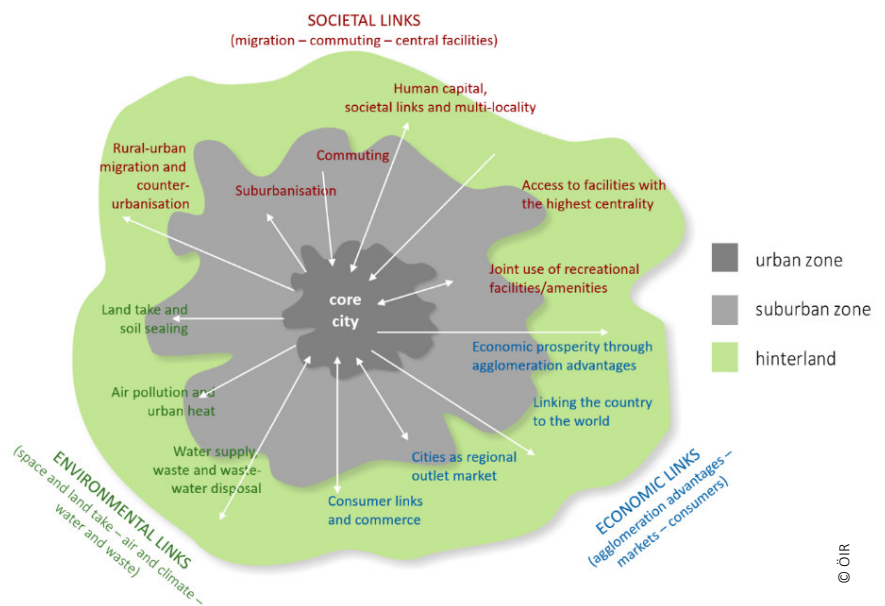 SOCIETAL LINKS
(migration – commuting – central facilities)
Human capital,
societal links and multi-locality
Rural-urban
migration and
counter-
urbanisation
Commuting
Suburbanisation
Access to facilities with
the highest centrality
Joint use of recreational
facilities/amenities
core
city
urban zone
suburban zone
hinterland
Land take and
soil sealing
Economic prosperity through
agglomeration advantages
Air pollution and
urban heat
Linking the country
to the world
Water supply,
waste and waste-
water disposal
Cities as regional
outlet market
Consumer links
and commerce
ENVIRONMENTAL LINKS
(space and land take – air and climate –
water and waste)
ECONOMIC LINKS
(agglomeration advantages –
markets – consumers)
© ÖIR